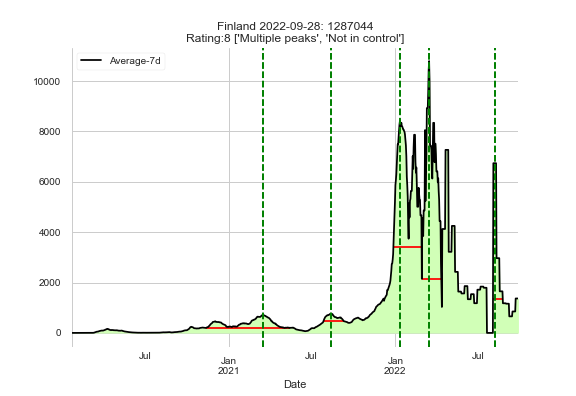 Finland 2022-09-28: 1287044
Rating:8 ['Multiple peaks', 'Not in control']
Average-7d
10000
8000
6000
4000
2000
0
Jul
Jan
2021
Jul
Jan
2022
Jul
Date